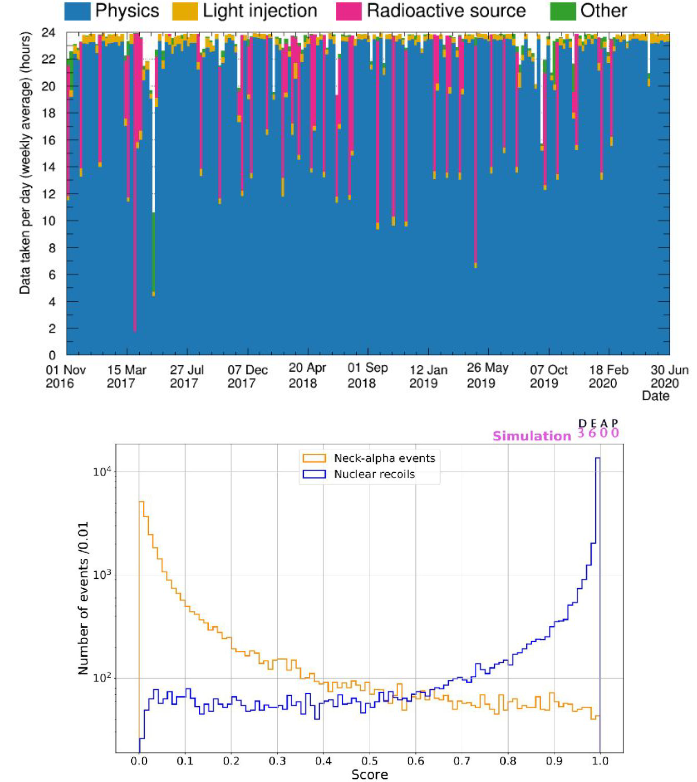 Physics Light injection Radioactive source Other
Data taken per day (weekly average) (hours)
24
22
20
18
16
14
12
10
8
6
4
2
0
01 Nov 2016
15 Mar 2017
27 Jul 2017
07 Dec 2017
20 Apr 2018
01 Sep 2018
12 Jan 2019
26 May 2019
07 Oct 2019
18 Feb 2020
30 Jun 2020
Date
Simulation DEAP 3600
Neck-alpha events
Nuclear recoils
Number of events /0.01
10⁴
10³
10²
0.0 0.1 0.2 0.3 0.4 0.5 0.6 0.7 0.8 0.9 1.0
Score